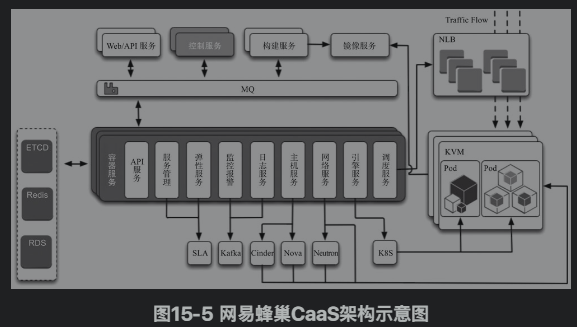 Traffic Flow
Web/API 服务
控制服务
构建服务
镜像服务
NLB
MQ
ETCD
Redis
RDS
容器服务
API服务
服务管理
弹性服务
监控报警
日志服务
主机服务
网络服务
引擎服务
调度服务
KVM
Pod
Pod
SLA
Kafka
Cinder
Nova
Neutron
K8S
图15-5 网易蜂巢CaaS架构示意图